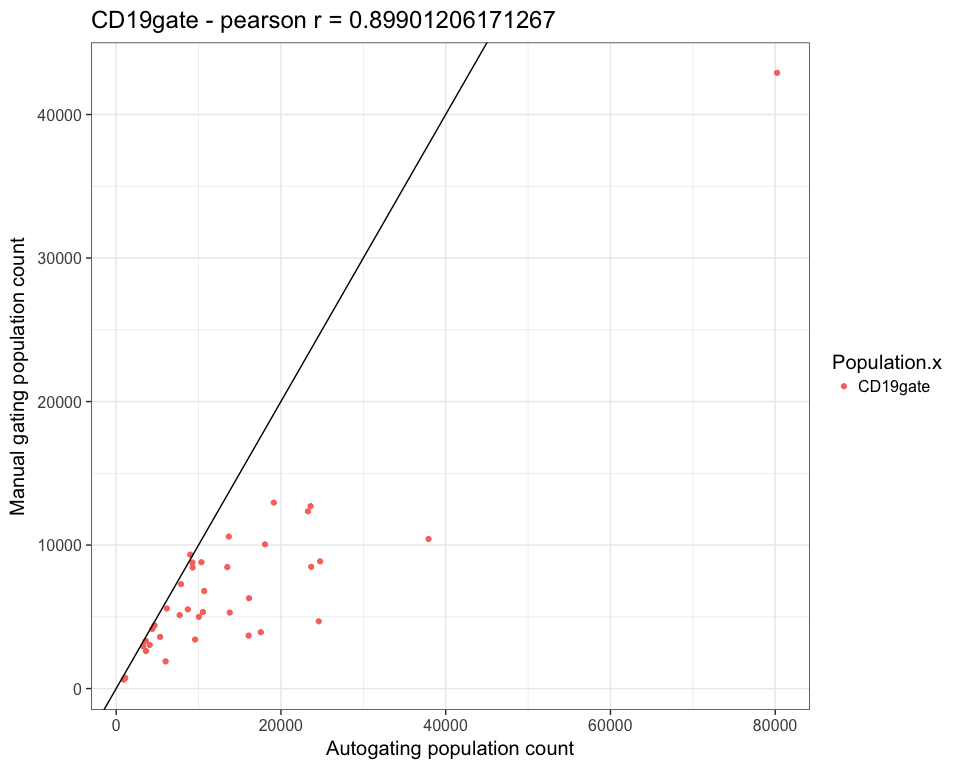 CD19gate - pearson r = 0.89901206171267
40000
30000
20000
10000
0
Manual gating population count
0 20000 40000 60000 80000
Autogating population count
Population.x
CD19gate